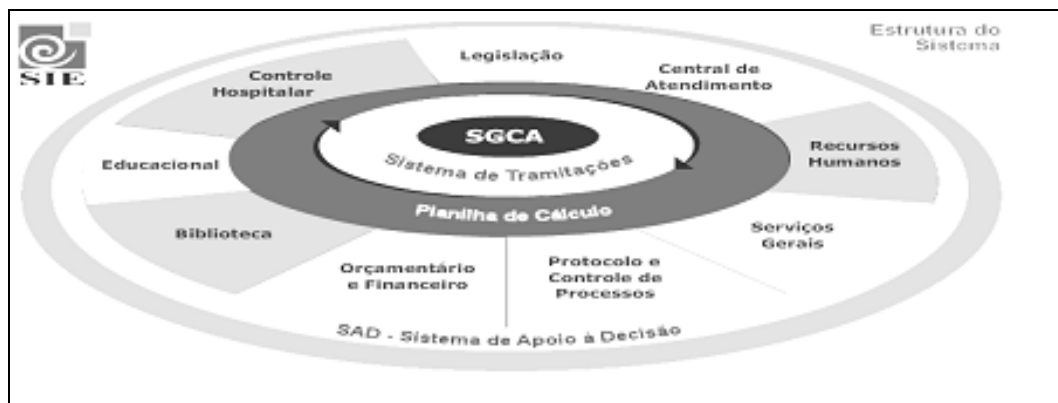 SIE
Estrutura do
Sistema
Legislação
Central de
Atendimento
Controle
Hospitalar
SGCA
Sistema de Tramitações
Recursos
Humanos
Educacional
Planilha de Cálculo
Biblioteca
Serviços
Gerais
Orçamentário
e Financeiro
Protocolo e
Controle de
Processos
SAD - Sistema de Apoio à Decisão